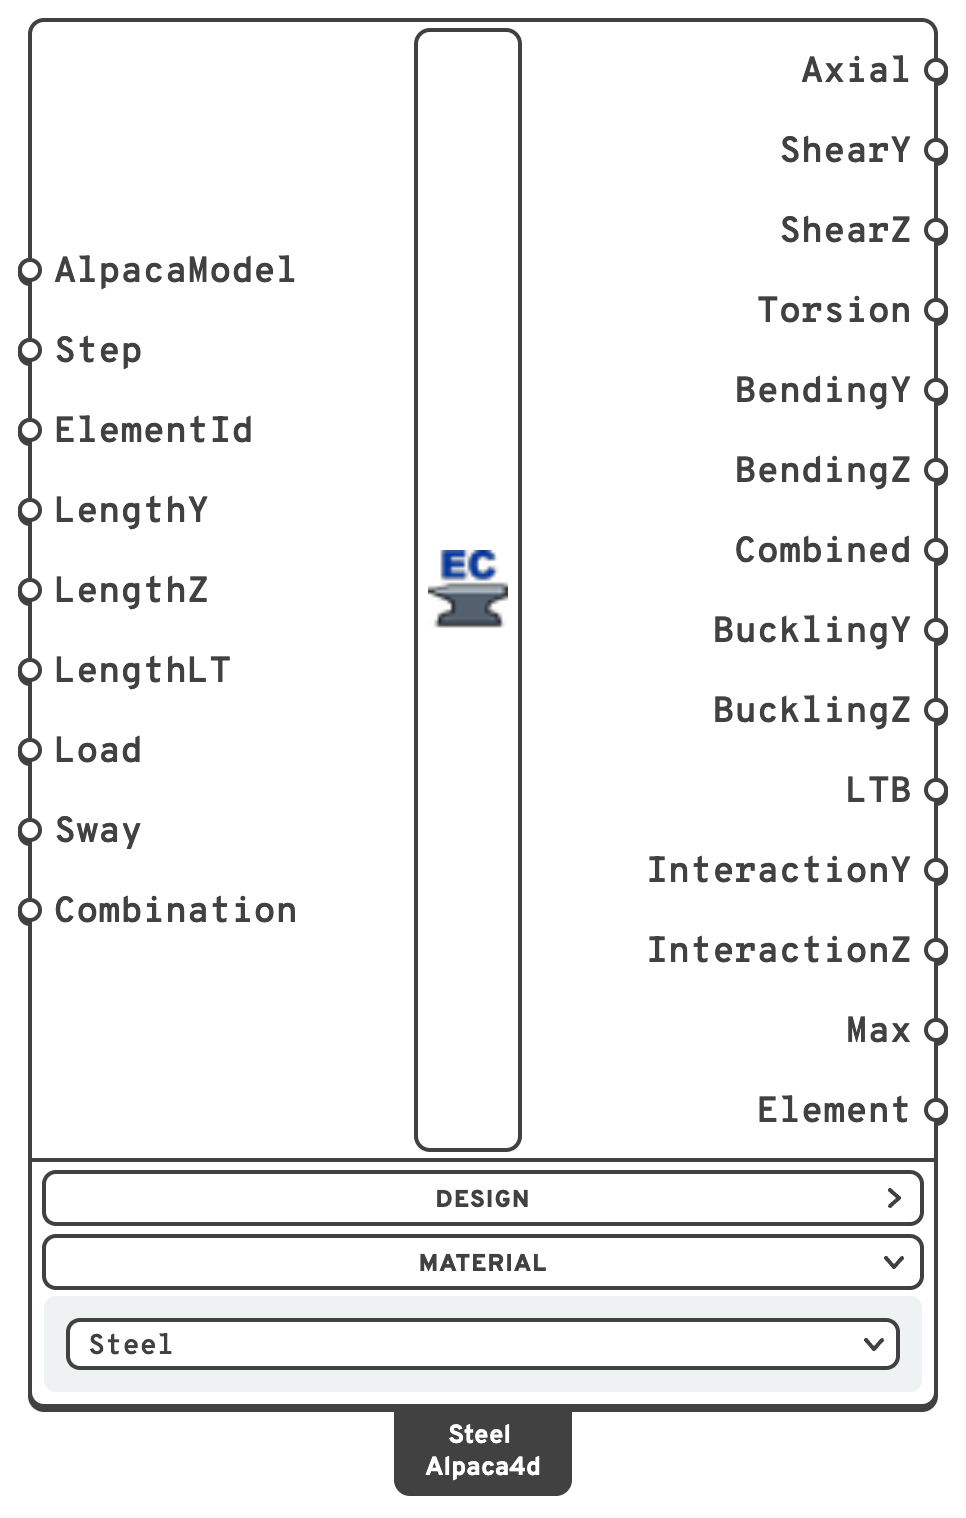 AlpacaModel
Step
ElementId
LengthY
LengthZ
LengthLT
Load
Sway
Combination
EC
Axial
ShearY
ShearZ
Torsion
BendingY
BendingZ
Combined
BucklingY
BucklingZ
LTB
InteractionY
InteractionZ
Max
Element
DESIGN
MATERIAL
Steel
Steel
Alpaca4d